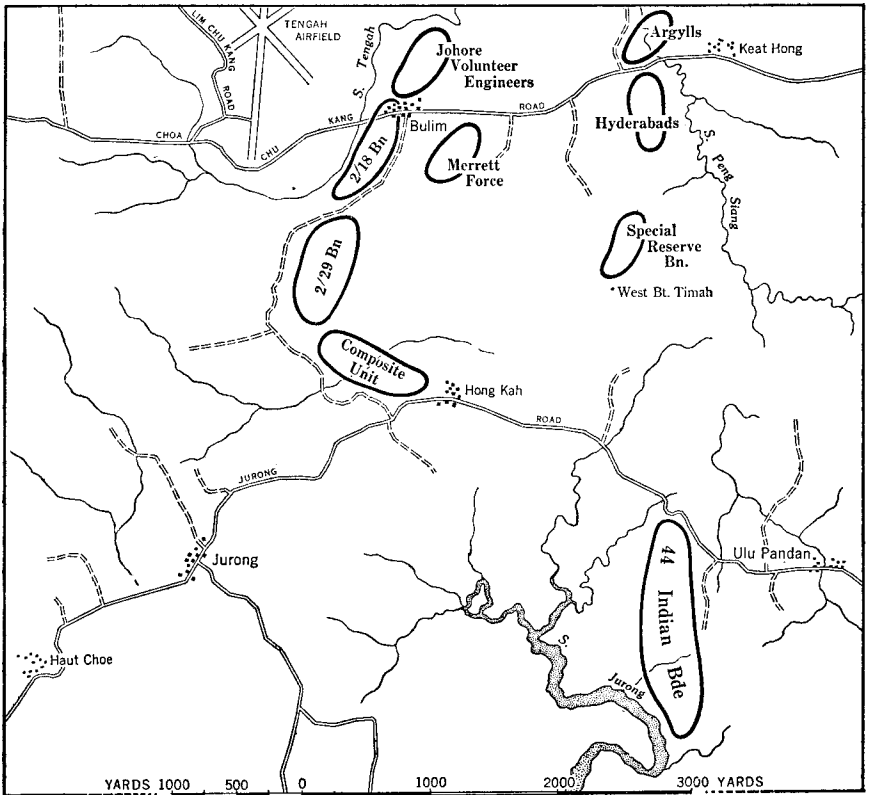 LIM CHU KANG
ROAD
TENGAH
AIRFIELD
S. Tengah
Johore
Volunteer
Engineers
Argylls
Keat Hong
CHOA
CHU
KANG
ROAD
Bulim
2/18 Bn
Merrett
Force
Hyderabads
S. Peng Siang
2/29 Bn
Special
Reserve
Bn.
West Bt. Timah
Composite
Unit
Hong Kah
JURONG
ROAD
Jurong
44 Indian Bde
Ulu Pandan
Haut Choe
S. Jurong
YARDS 1000 500 0 1000 2000 3000 YARDS